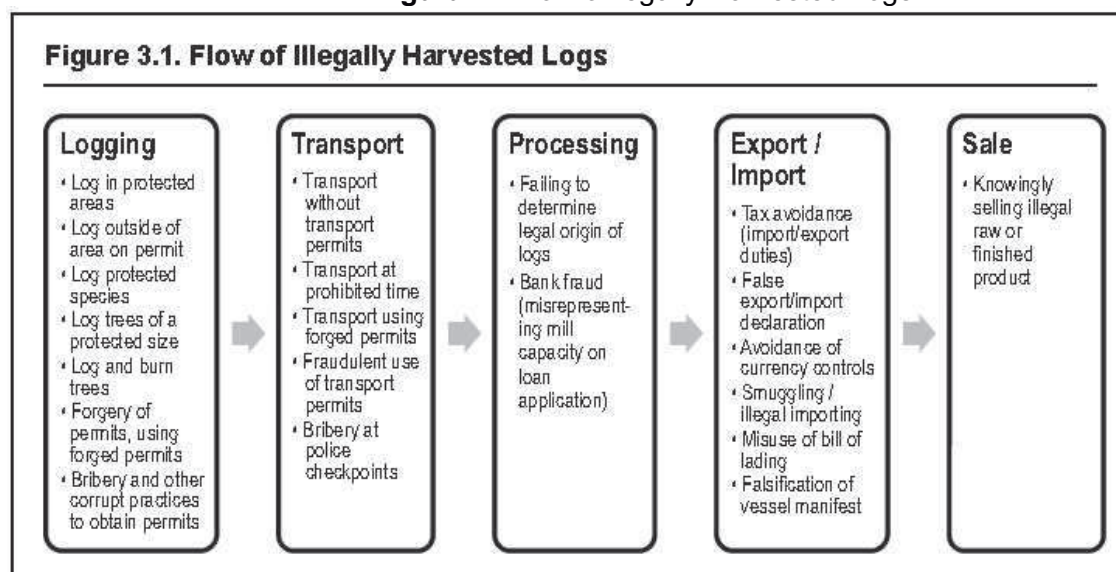 Figure 3.1. Flow of Illegally Harvested Logs
Logging
• Log in protected
areas
• Log outside of
area on permit
• Log protected
species
• Log trees of a
protected size
• Log and burn
trees
• Forgery of
permits, using
forged permits
• Bribery and other
corrupt practices
to obtain permits
Transport
• Transport
without
transport
permits
• Transport at
prohibited time
• Transport using
forged permits
• Fraudulent use
of transport
permits
• Bribery at
police
checkpoints
Processing
• Failing to
determine
legal origin of
logs
• Bank fraud
(misrepresent-
ing mill
capacity on
loan
application)
Export /
Import
• Tax avoidance
(import/export
duties)
• False
export/import
declaration
• Avoidance of
currency controls
• Smuggling /
illegal importing
• Misuse of bill of
lading
• Falsification of
vessel manifest
Sale
• Knowingly
selling illegal
raw or
finished
product